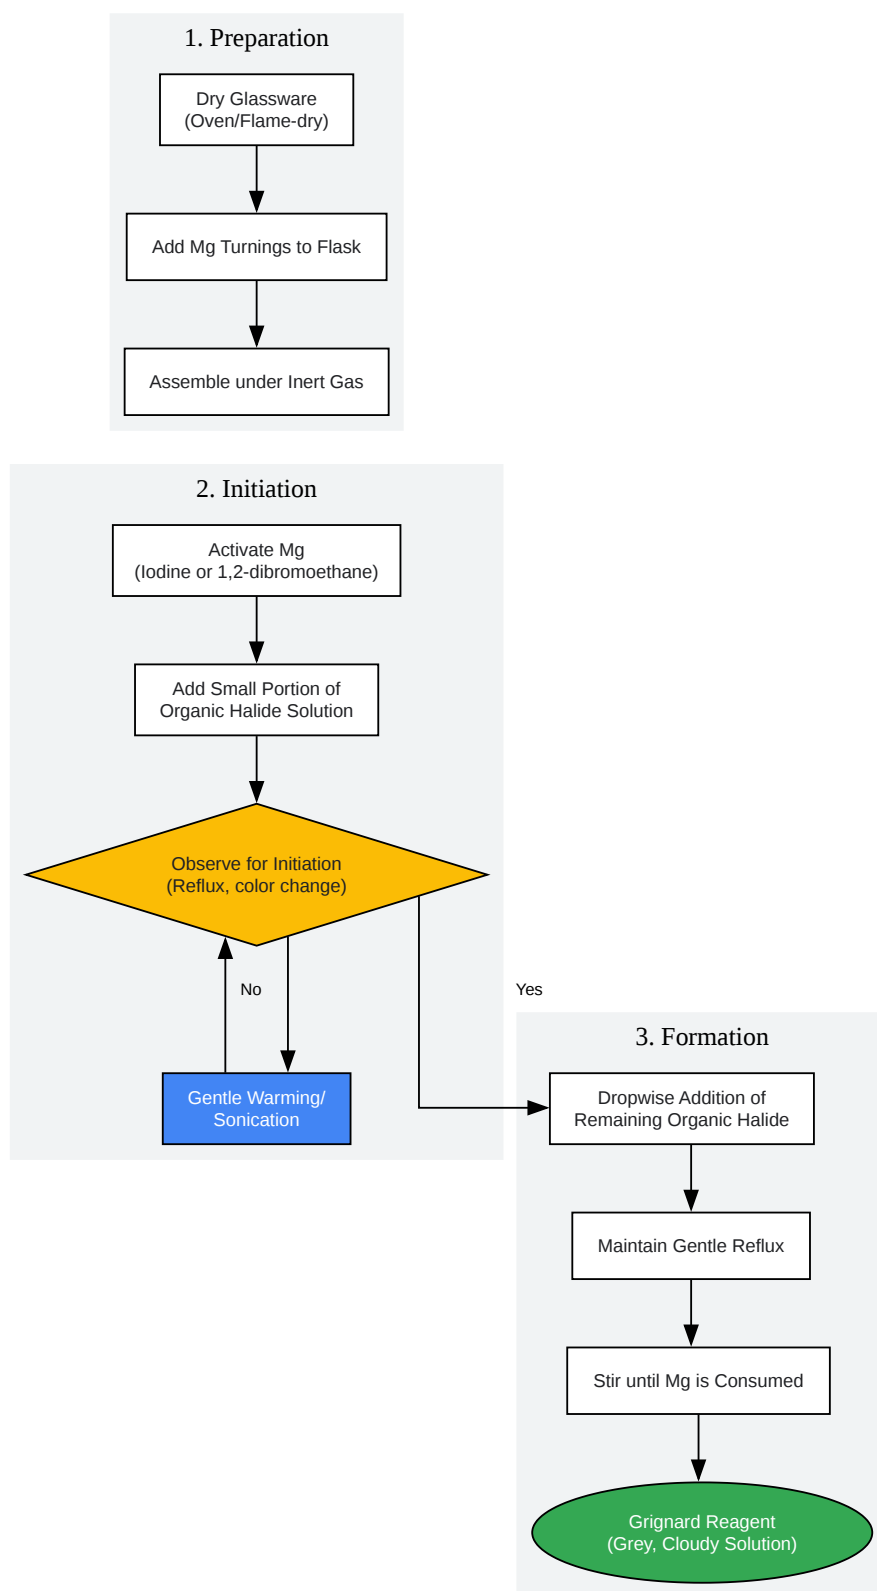 1. Preparation
Dry Glassware
(Oven/Flame-dry)
Add Mg Turnings to Flask
Assemble under Inert Gas
2. Initiation
Activate Mg
(Iodine or 1,2-dibromoethane)
Add Small Portion of
Organic Halide Solution
Observe for Initiation
(Reflux, color change)
No
Yes
Gentle Warming/
Sonication
3. Formation
Dropwise Addition of
Remaining Organic Halide
Maintain Gentle Reflux
Stir until Mg is Consumed
Grignard Reagent
(Grey, Cloudy Solution)